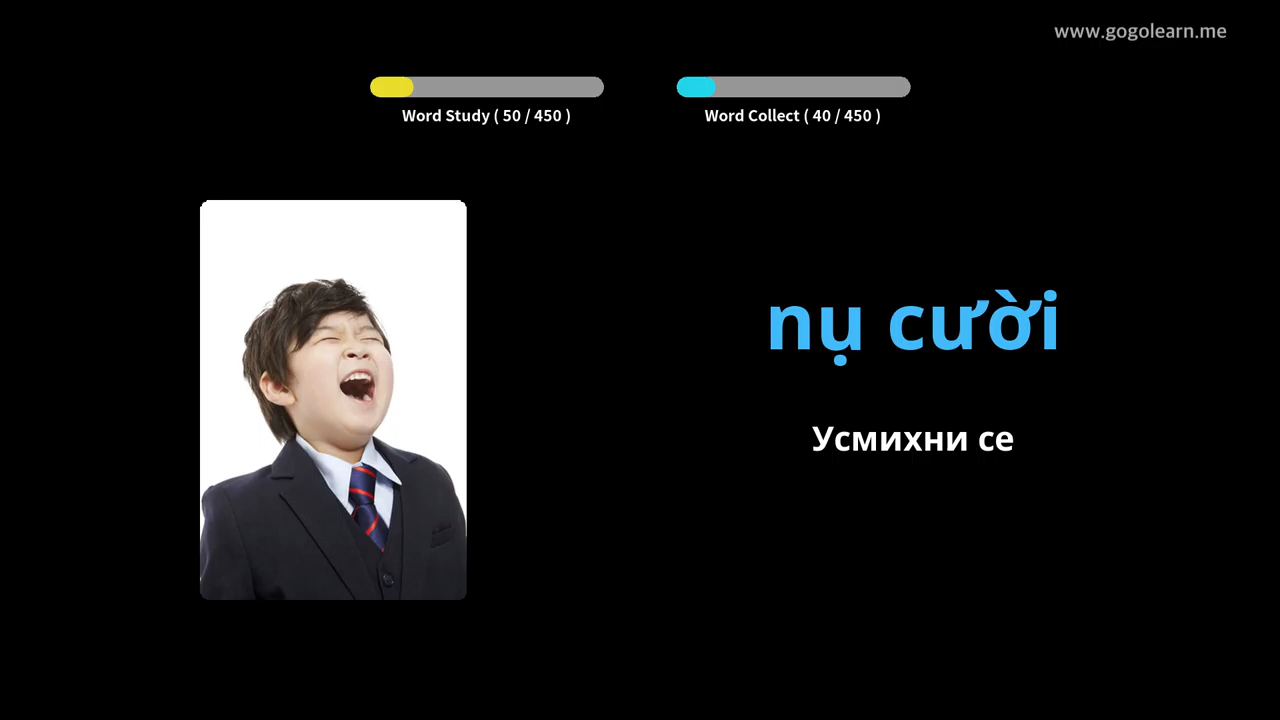 www.gogolearn.me
Word Study ( 50 / 450 )
Word Collect ( 40 / 450 )
nụ cười
Усмихни се